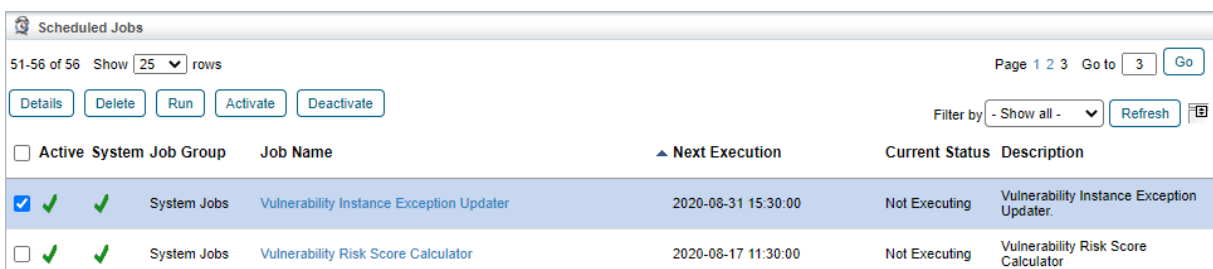 Scheduled Jobs
51-56 of 56 Show 25 rows Page 1 2 3 Go to 3 Go
Details Delete Run Activate Deactivate Filter by - Show all - Refresh
Active System Job Group Job Name Next Execution Current Status Description
System Jobs Vulnerability Instance Exception Updater 2020-08-31 15:30:00 Not Executing Vulnerability Instance Exception
Updater.
System Jobs Vulnerability Risk Score Calculator 2020-08-17 11:30:00 Not Executing Vulnerability Risk Score
Calculator